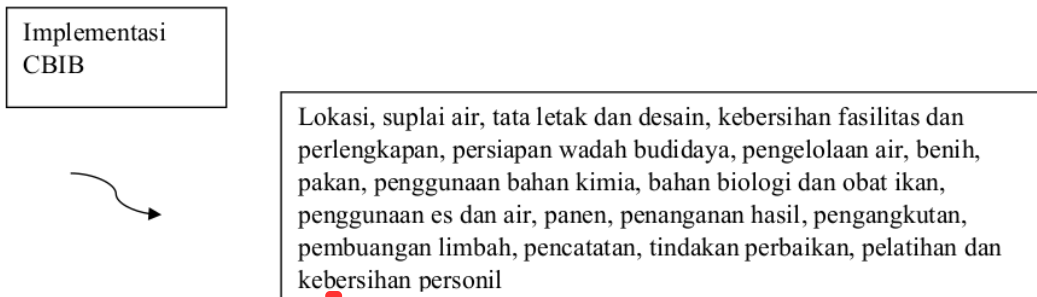 Implementasi
CBIB
Lokasi, suplai air, tata letak dan desain, kebersihan fasilitas dan
perlengkapan, persiapan wadah budidaya, pengelolaan air, benih,
pakan, penggunaan bahan kimia, bahan biologi dan obat ikan,
penggunaan es dan air, panen, penanganan hasil, pengangkutan,
pembuangan limbah, pencatatan, tindakan perbaikan, pelatihan dan
kebersihan personil